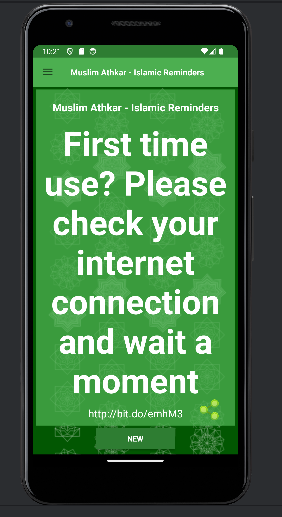 10:21
Muslim Athkar - Islamic Reminders
Muslim Athkar - Islamic Reminders
First time
use? Please
check your
internet
connection
and wait a
moment
http://bit.do/emhM3
NEW